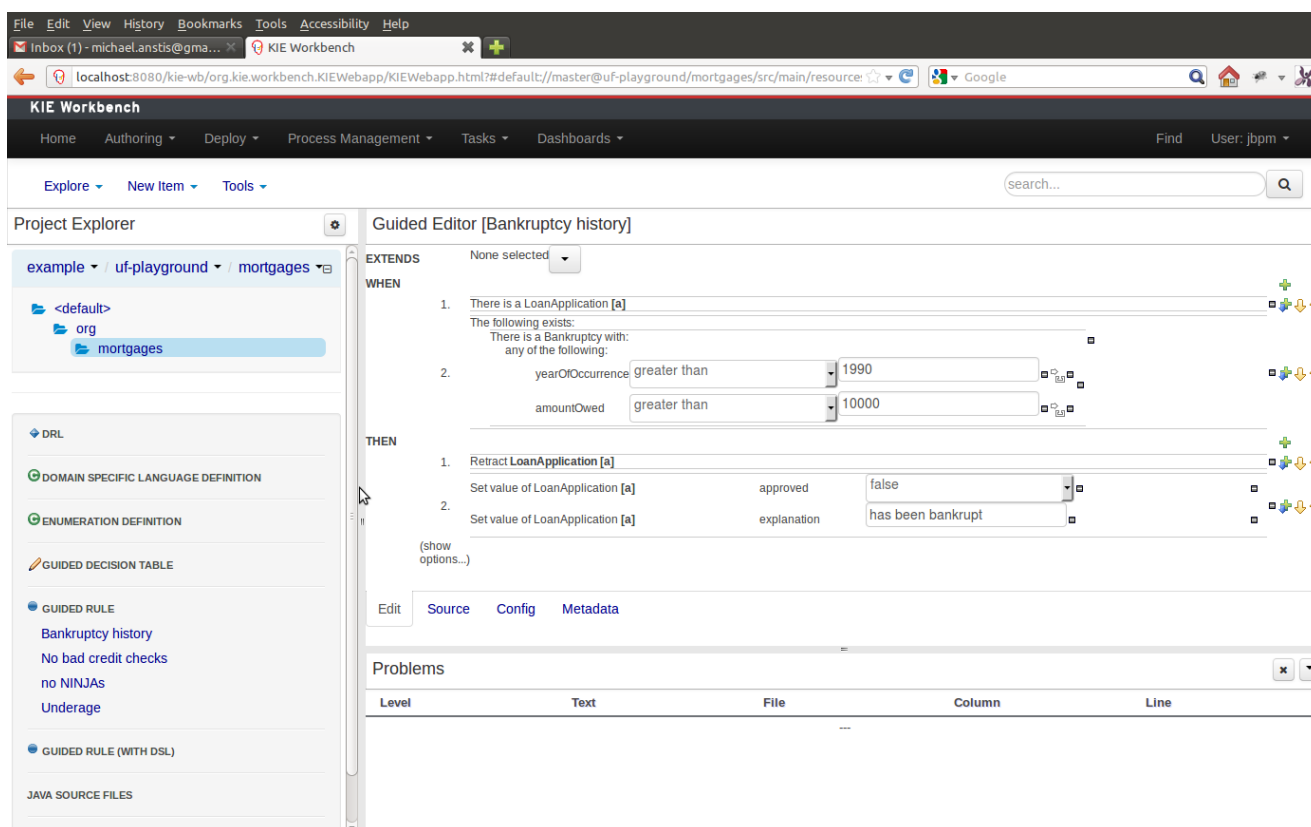 File Edit View History Bookmarks Tools Accessibility Help
Inbox (1) - michael.anstis@gma... KIE Workbench
localhost:8080/kie-wb/org.kie.workbench.KIEWebapp/KIEWebapp.html?#default://master@uf-playground/mortgages/src/main/resource: Google
KIE Workbench
Home Authoring Deploy Process Management Tasks Dashboards Find User: jbpm
Explore New Item Tools search...
Project Explorer
example / uf-playground / mortgages
<default>
org
mortgages
DRL
DOMAIN SPECIFIC LANGUAGE DEFINITION
ENUMERATION DEFINITION
GUIDED DECISION TABLE
GUIDED RULE
Bankruptcy history
No bad credit checks
no NINJAs
Underage
GUIDED RULE (WITH DSL)
JAVA SOURCE FILES
Guided Editor [Bankruptcy history]
EXTENDS None selected
WHEN
1. There is a LoanApplication [a]
The following exists:
There is a Bankruptcy with:
any of the following:
2. yearOfOccurrence greater than 1990
amountOwed greater than 10000
THEN
1. Retract LoanApplication [a]
Set value of LoanApplication [a] approved false
2.
Set value of LoanApplication [a] explanation has been bankrupt
(show
options...)
Edit Source Config Metadata
Problems
Level Text File Column Line
---